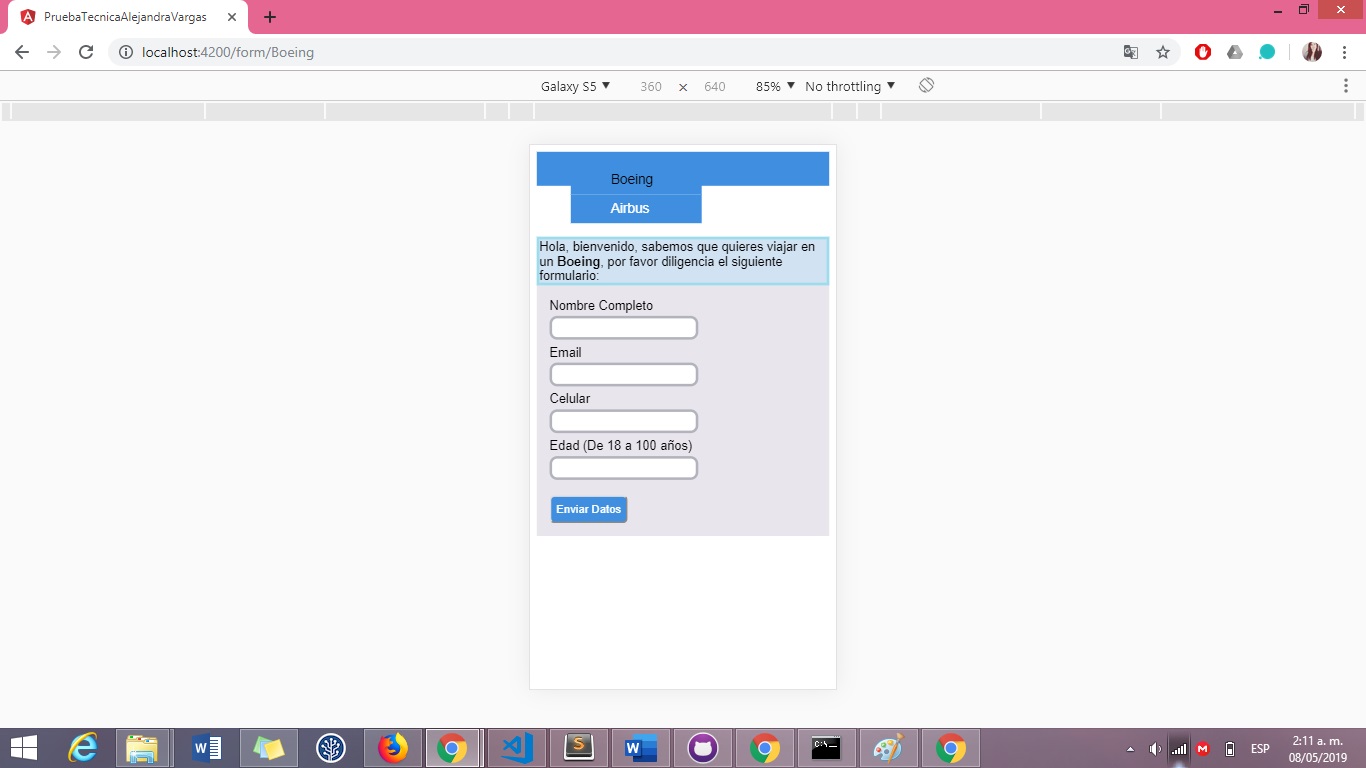 PruebaTecnicaAlejandraVargas
localhost:4200/form/Boeing
Galaxy S5 360 × 640 85% No throttling
Boeing
Airbus
Hola, bienvenido, sabemos que quieres viajar en
un Boeing, por favor diligencia el siguiente
formulario:
Nombre Completo
Email
Celular
Edad (De 18 a 100 años)
Enviar Datos
ESP
2:11 a. m.
08/05/2019